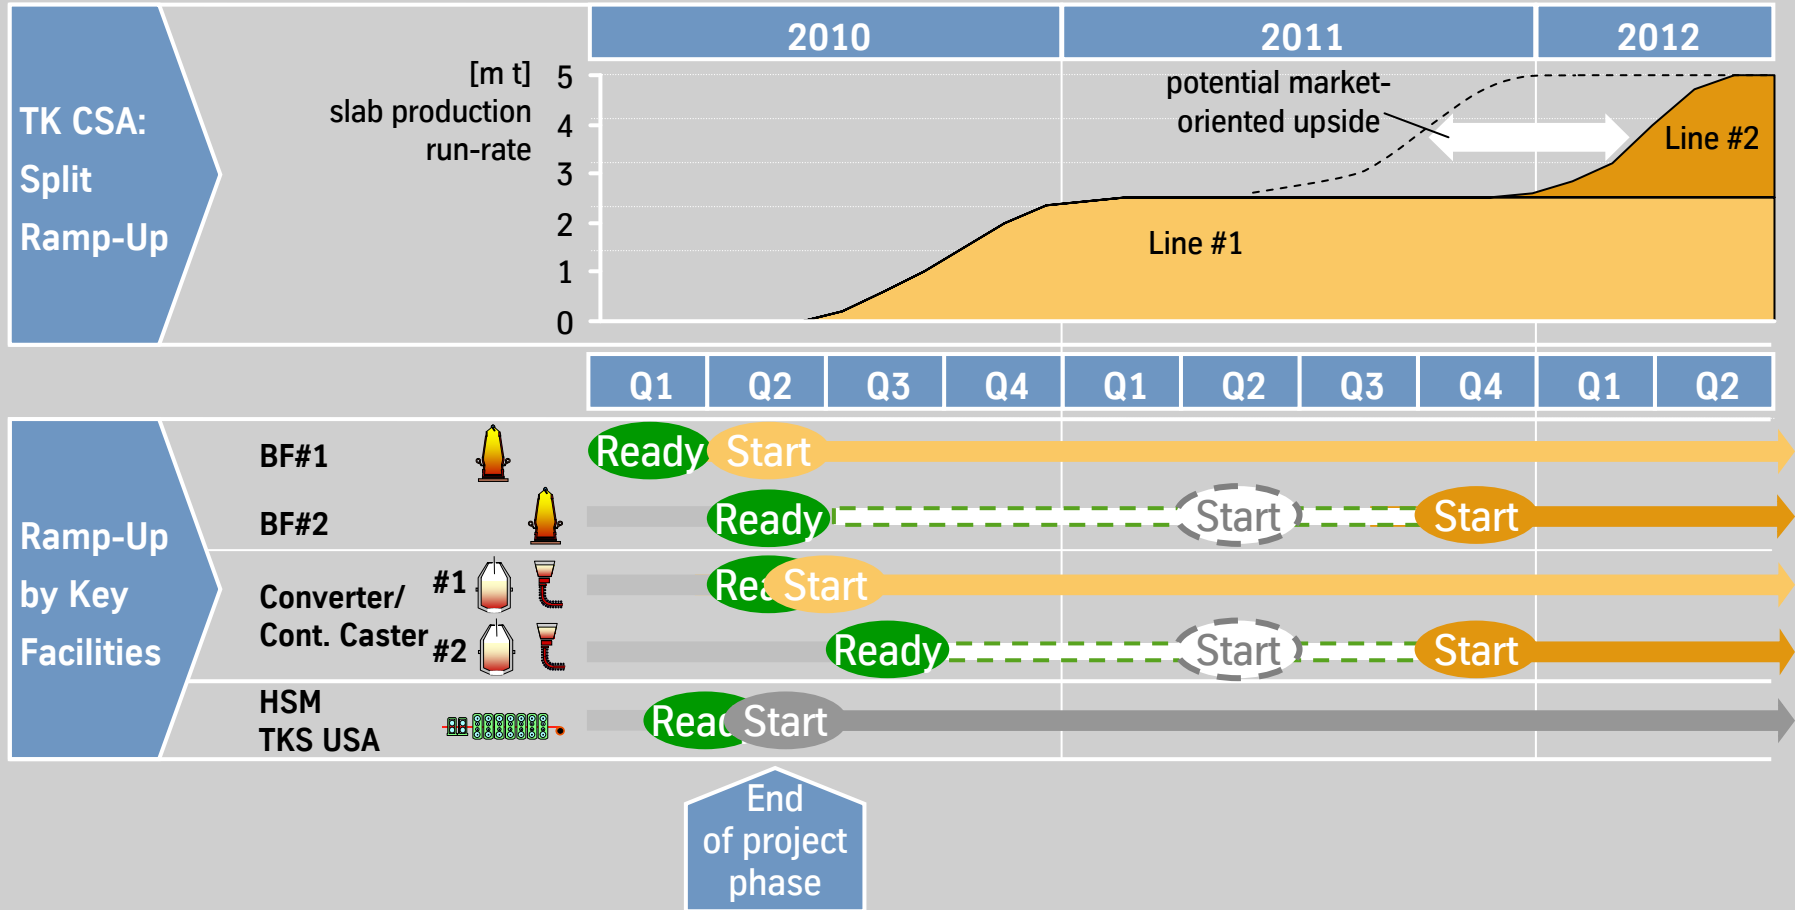 2010
2011
2012
TK CSA:
Split
Ramp-Up
[m t]
slab production
run-rate
5
4
3
2
1
0
potential market-
oriented upside
Line #2
Line #1
Q1
Q2
Q3
Q4
Q1
Q2
Q3
Q4
Q1
Q2
Ramp-Up
by Key
Facilities
BF#1
Ready
Start
BF#2
Ready
Start
Start
Converter/
Cont. Caster
#1
Rea
Start
#2
Ready
Start
Start
HSM
TKS USA
Read
Start
End
of project
phase